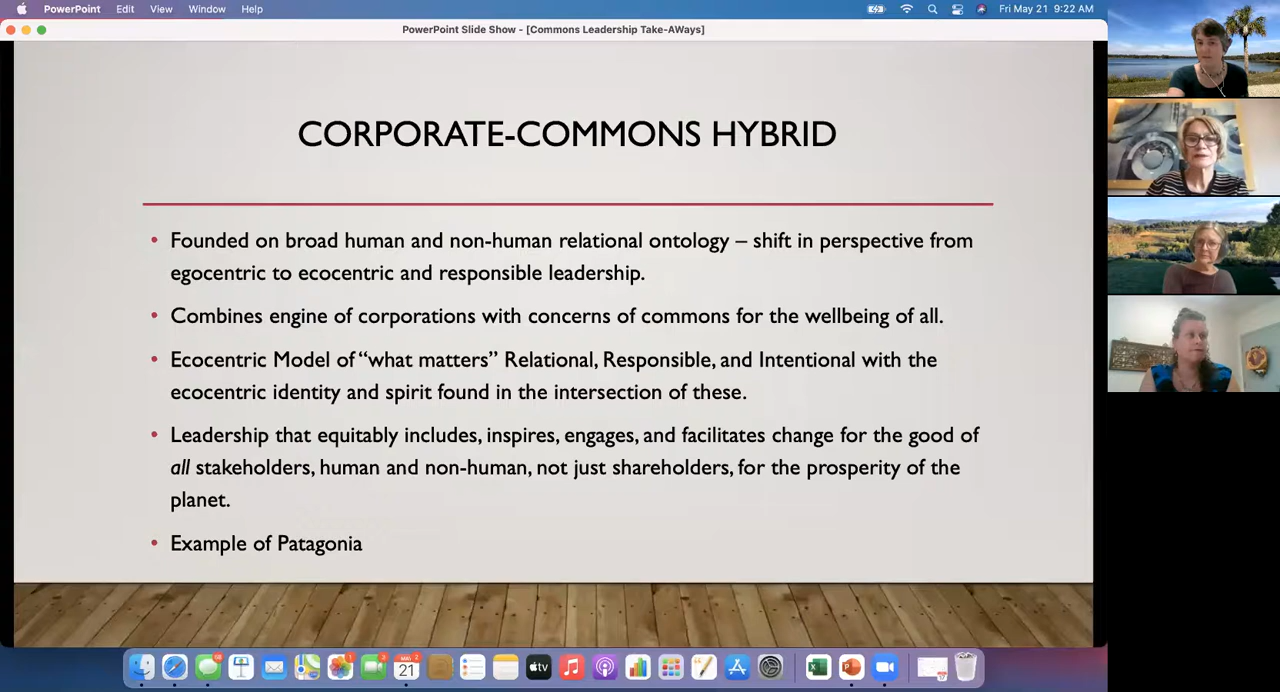 PowerPoint Edit View Window Help Fri May 21 9:22 AM
PowerPoint Slide Show - [Commons Leadership Take-AWays]
CORPORATE-COMMONS HYBRID
• Founded on broad human and non-human relational ontology – shift in perspective from
egocentric to ecocentric and responsible leadership.
• Combines engine of corporations with concerns of commons for the wellbeing of all.
• Ecocentric Model of “what matters” Relational, Responsible, and Intentional with the
ecocentric identity and spirit found in the intersection of these.
• Leadership that equitably includes, inspires, engages, and facilitates change for the good of
all stakeholders, human and non-human, not just shareholders, for the prosperity of the
planet.
• Example of Patagonia
21
tv